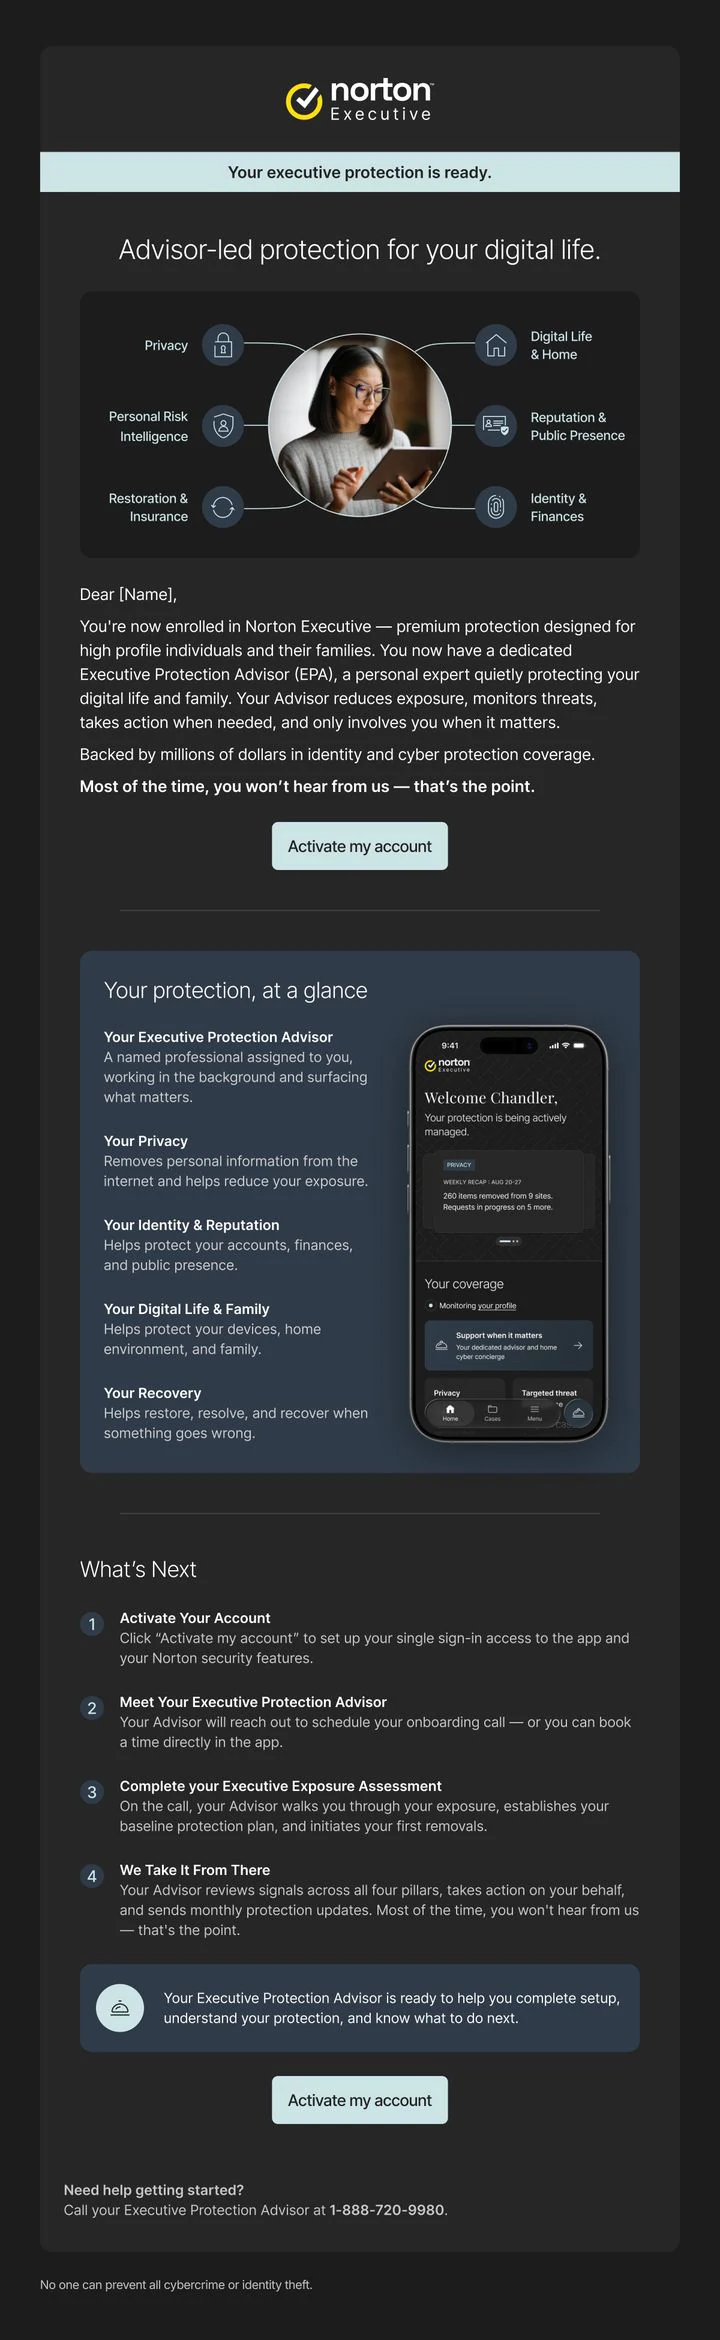 norton
Executive
Your executive protection is ready.
Advisor-led protection for your digital life.
Privacy
Digital Life
& Home
Personal Risk
Intelligence
Reputation &
Public Presence
Restoration &
Insurance
Identity &
Finances
Dear [Name],
You're now enrolled in Norton Executive — premium protection designed for
high profile individuals and their families. You now have a dedicated
Executive Protection Advisor (EPA), a personal expert quietly protecting your
digital life and family. Your Advisor reduces exposure, monitors threats,
takes action when needed, and only involves you when it matters.
Backed by millions of dollars in identity and cyber protection coverage.
Most of the time, you won’t hear from us — that’s the point.
Activate my account
Your protection, at a glance
Your Executive Protection Advisor
A named professional assigned to you,
working in the background and surfacing
what matters.
Your Privacy
Removes personal information from the
internet and helps reduce your exposure.
Your Identity & Reputation
Helps protect your accounts, finances,
and public presence.
Your Digital Life & Family
Helps protect your devices, home
environment, and family.
Your Recovery
Helps restore, resolve, and recover when
something goes wrong.
9:41
norton
Executive
Welcome Chandler,
Your protection is being actively
managed.
PRIVACY
WEEKLY RECAP : AUG 20-27
260 items removed from 9 sites.
Requests in progress on 5 more.
Your coverage
Monitoring your profile
Support when it matters
Your dedicated advisor and home
cyber concierge
Privacy
Targeted threat
Home
Cases
Menu
What’s Next
1
Activate Your Account
Click “Activate my account” to set up your single sign-in access to the app and
your Norton security features.
2
Meet Your Executive Protection Advisor
Your Advisor will reach out to schedule your onboarding call — or you can book
a time directly in the app.
3
Complete your Executive Exposure Assessment
On the call, your Advisor walks you through your exposure, establishes your
baseline protection plan, and initiates your first removals.
4
We Take It From There
Your Advisor reviews signals across all four pillars, takes action on your behalf,
and sends monthly protection updates. Most of the time, you won't hear from us
— that's the point.
Your Executive Protection Advisor is ready to help you complete setup,
understand your protection, and know what to do next.
Activate my account
Need help getting started?
Call your Executive Protection Advisor at 1-888-720-9980.
No one can prevent all cybercrime or identity theft.